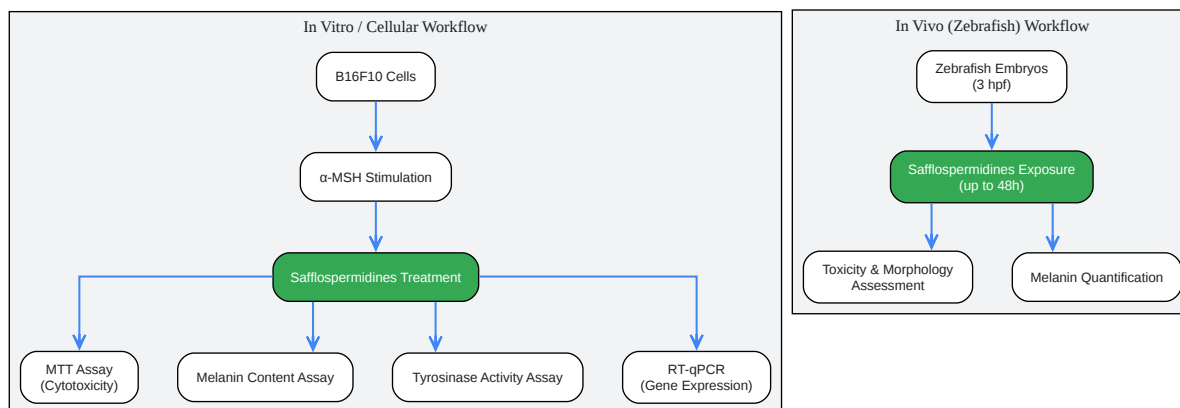 In Vitro / Cellular Workflow
B16F10 Cells
α-MSH Stimulation
Safflospermidines Treatment
MTT Assay
(Cytotoxicity)
Melanin Content Assay
Tyrosinase Activity Assay
RT-qPCR
(Gene Expression)
In Vivo (Zebrafish) Workflow
Zebrafish Embryos
(3 hpf)
Safflospermidines Exposure
(up to 48h)
Toxicity & Morphology
Assessment
Melanin Quantification